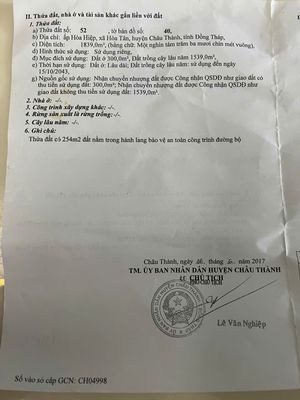 II. Thửa đất, nhà ở và tài sản khác gắn liền với đất
1. Thửa đất:
a) Thửa đất số: 52 , tờ bản đồ số: 40,
b) Địa chỉ: ấp Hòa Hiệp, xã Hòa Tân, huyện Châu Thành, tỉnh Đồng Tháp,
c) Diện tích: 1839,0m², (bằng chữ: Một nghìn tám trăm ba mươi chín mét vuông),
d) Hình thức sử dụng: Sử dụng riêng,
đ) Mục đích sử dụng: Đất ở 300,0m², Đất trồng cây lâu năm 1539,0m²,
e) Thời hạn sử dụng: Đất ở: Lâu dài; Đất trồng cây lâu năm: sử dụng đến ngày
15/10/2043,
g) Nguồn gốc sử dụng: Nhận chuyển nhượng đất được Công nhận QSDĐ như giao đất có
thu tiền sử dụng đất: 300,0m²; Nhận chuyển nhượng đất được Công nhận QSDĐ như
giao đất không thu tiền sử dụng đất: 1539,0m².
2. Nhà ở: -/-.
3. Công trình xây dựng khác: -/-.
4. Rừng sản xuất là rừng trồng: -/-.
5. Cây lâu năm: -/-.
6. Ghi chú:
Thửa đất có 254m2 đất nằm trong hành lang bảo vệ an toàn công trình đường bộ
Châu Thành, ngày tháng năm 2017
TM. ỦY BAN NHÂN DÂN HUYỆN CHÂU THÀNH
CHỦ TỊCH
PHÓ CHỦ TỊCH
Lê Văn Nghiệp
Số vào sổ cấp GCN: CH04998